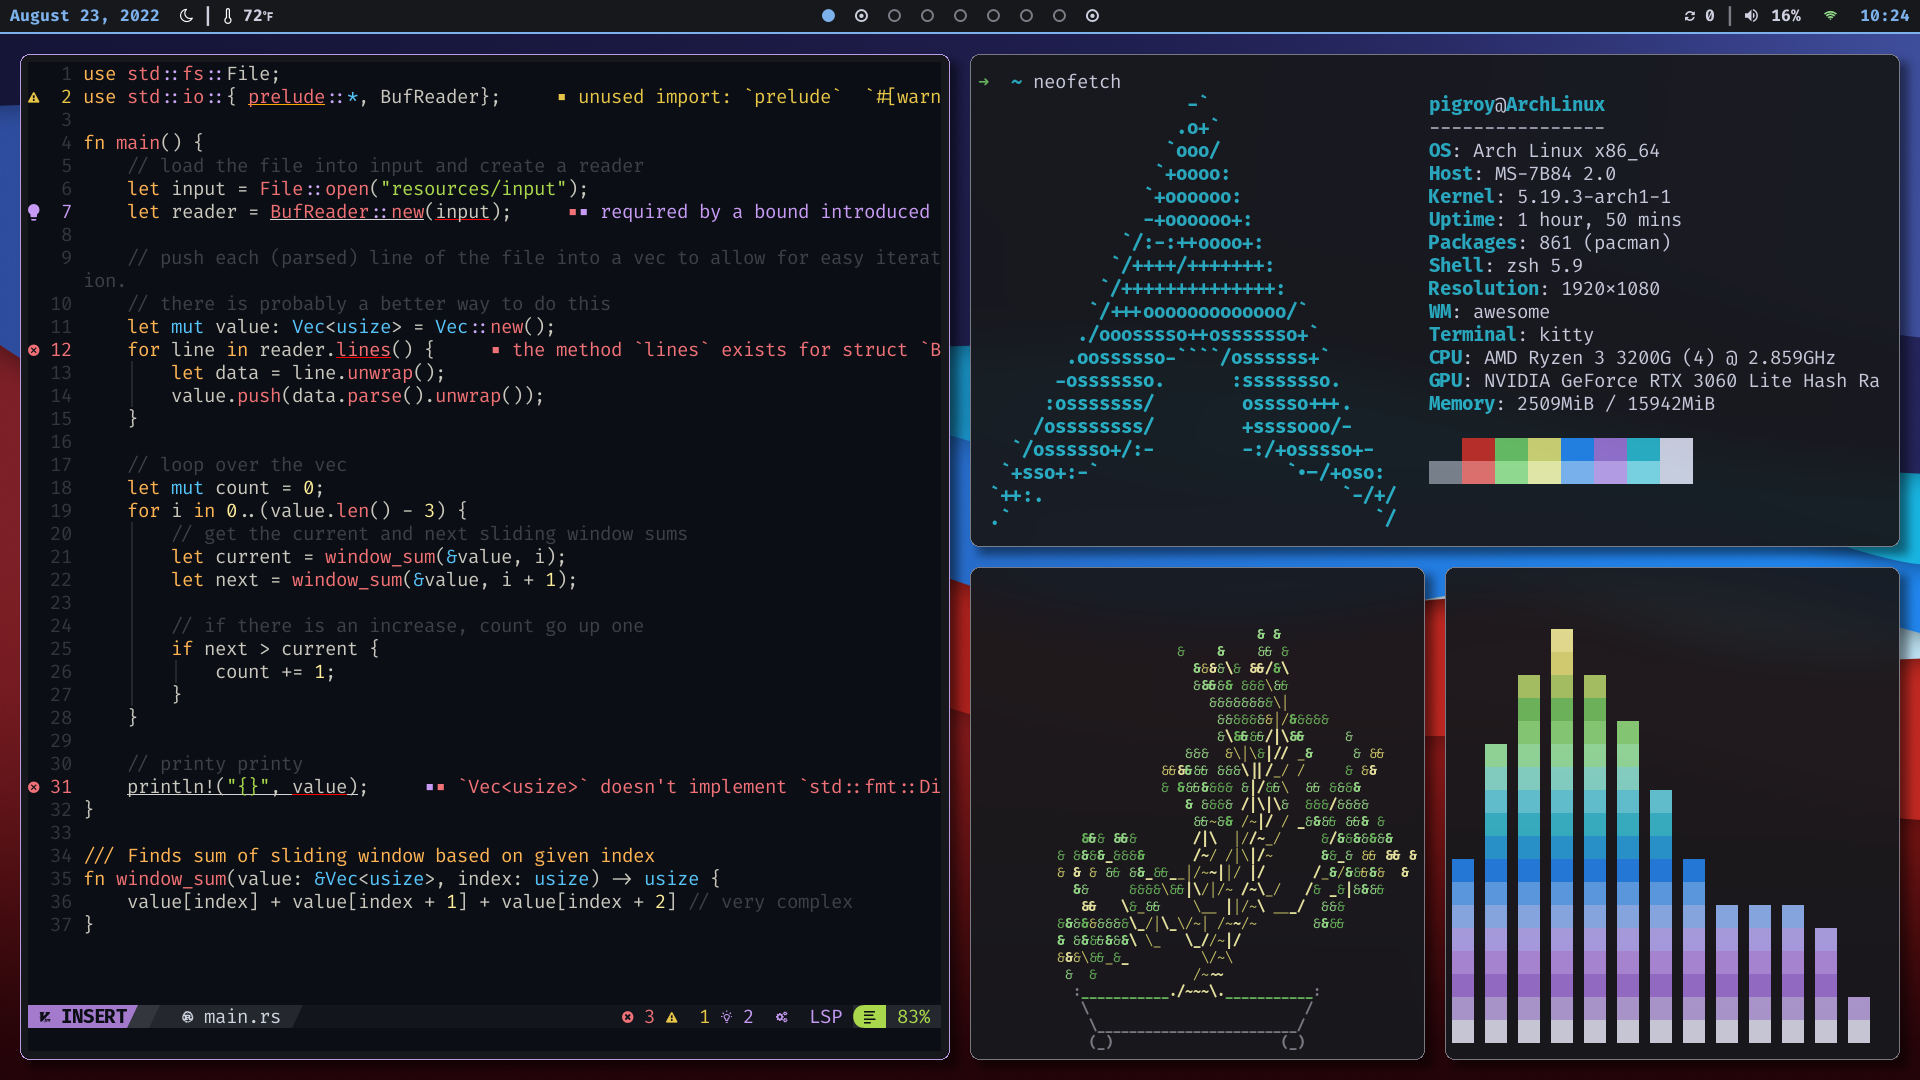 August 23, 2022
72°F
0
16%
10:24
1 use std::fs::File;
2 use std::io::{ prelude::*, BufReader}; ▪ unused import: `prelude` `#[warn
3
4 fn main() {
5 // load the file into input and create a reader
6 let input = File::open("resources/input");
7 let reader = BufReader::new(input); ▪▪ required by a bound introduced
8
9 // push each (parsed) line of the file into a vec to allow for easy iterat
ion.
10 // there is probably a better way to do this
11 let mut value: Vec<usize> = Vec::new();
12 for line in reader.lines() { ▪ the method `lines` exists for struct `B
13 let data = line.unwrap();
14 value.push(data.parse().unwrap());
15 }
16
17 // loop over the vec
18 let mut count = 0;
19 for i in 0..(value.len() - 3) {
20 // get the current and next sliding window sums
21 let current = window_sum(&value, i);
22 let next = window_sum(&value, i + 1);
23
24 // if there is an increase, count go up one
25 if next > current {
26 count += 1;
27 }
28 }
29
30 // printy printy
31 println!("{}", value); ▪▪ `Vec<usize>` doesn't implement `std::fmt::Di
32 }
33
34 /// Finds sum of sliding window based on given index
35 fn window_sum(value: &Vec<usize>, index: usize) -> usize {
36 value[index] + value[index + 1] + value[index + 2] // very complex
37 }
INSERT main.rs 3 1 2 LSP 83%
→ ~ neofetch
pigroy@ArchLinux
----------------
OS: Arch Linux x86_64
Host: MS-7B84 2.0
Kernel: 5.19.3-arch1-1
Uptime: 1 hour, 50 mins
Packages: 861 (pacman)
Shell: zsh 5.9
Resolution: 1920×1080
WM: awesome
Terminal: kitty
CPU: AMD Ryzen 3 3200G (4) @ 2.859GHz
GPU: NVIDIA GeForce RTX 3060 Lite Hash Ra
Memory: 2509MiB / 15942MiB